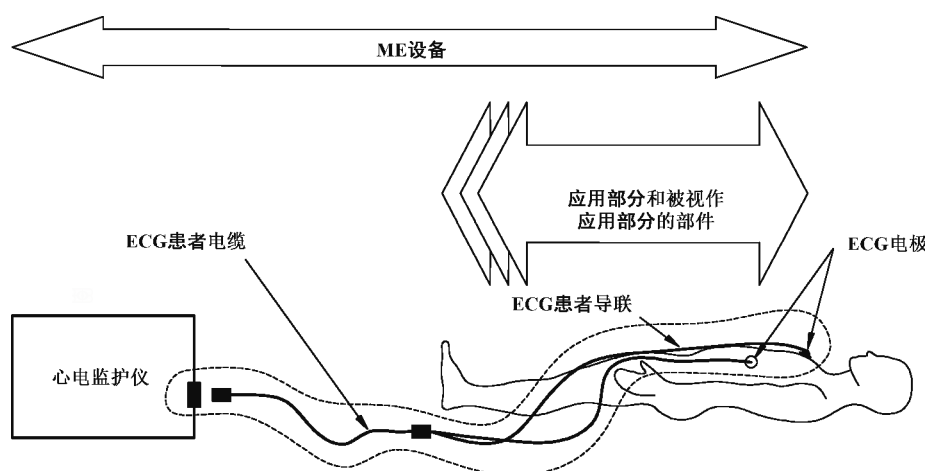 ME设备
应用部分和被视作
应用部分的部件
ECG患者电缆
ECG电极
ECG患者导联
心电监护仪